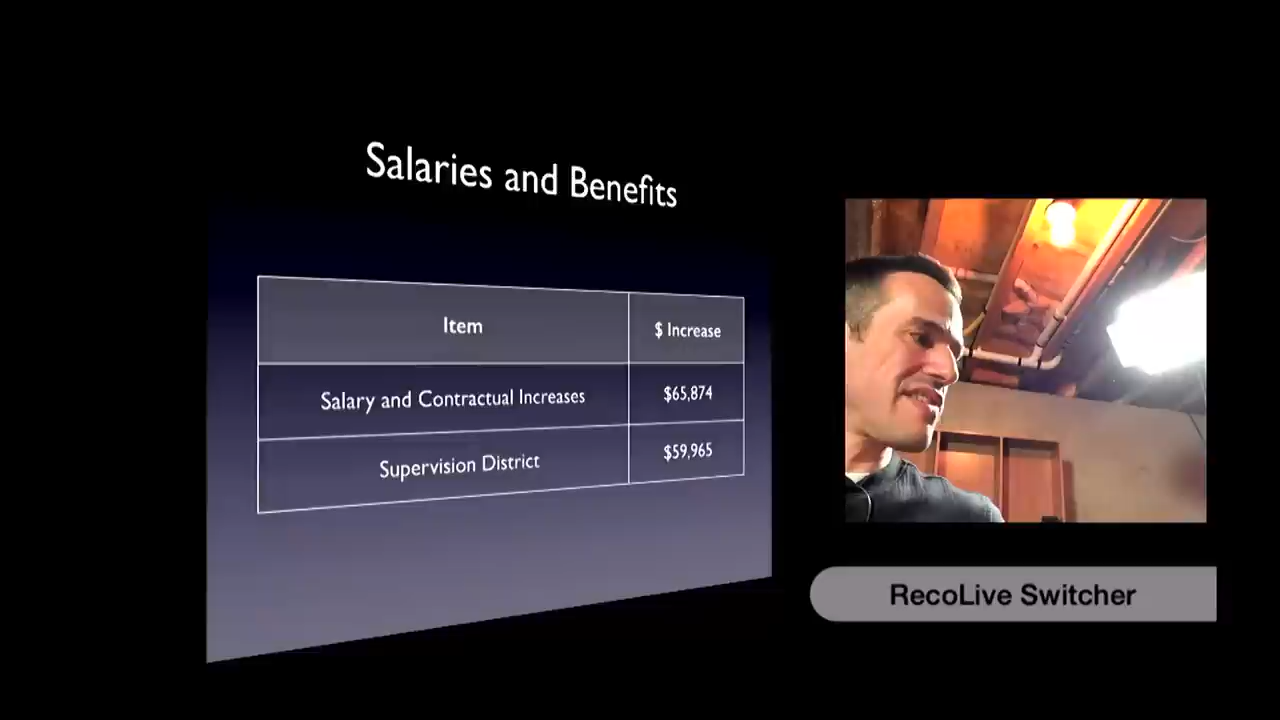 Salaries and Benefits
Item
$ Increase
Salary and Contractual Increases
$65,874
Supervision District
$59,965
RecoLive Switcher